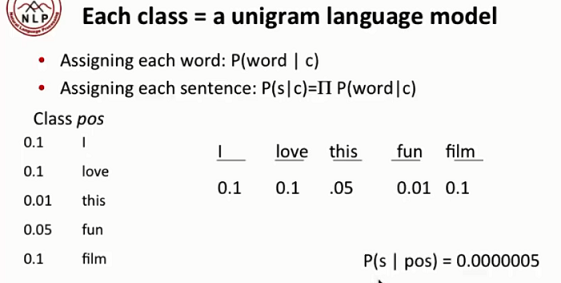 NLP
Each class = a unigram language model
• Assigning each word: P(word | c)
• Assigning each sentence: P(s|c)=Π P(word|c)
Class pos
0.1 I
0.1 love
0.01 this
0.05 fun
0.1 film
I love this fun film
0.1 0.1 .05 0.01 0.1
P(s | pos) = 0.0000005